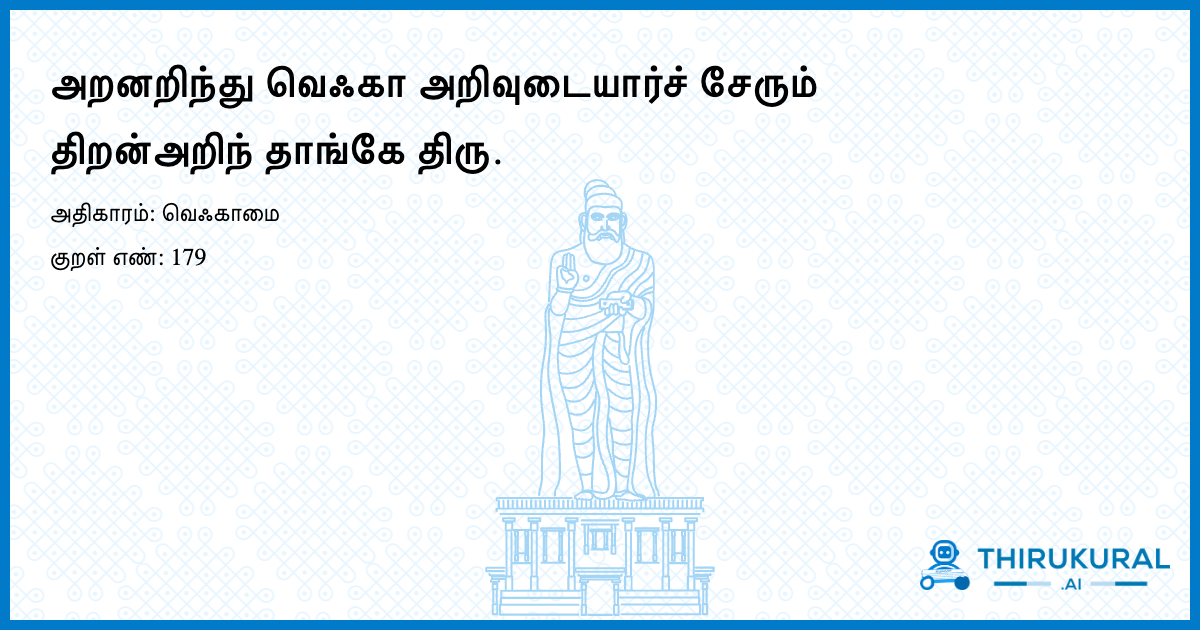 அறனறிந்து வெஃகா அறிவுடையார்ச் சேரும்
திறன்அறிந் தாங்கே திரு.
அதிகாரம்: வெஃகாமை
குறள் எண்: 179
THIRUKURAL
.AI